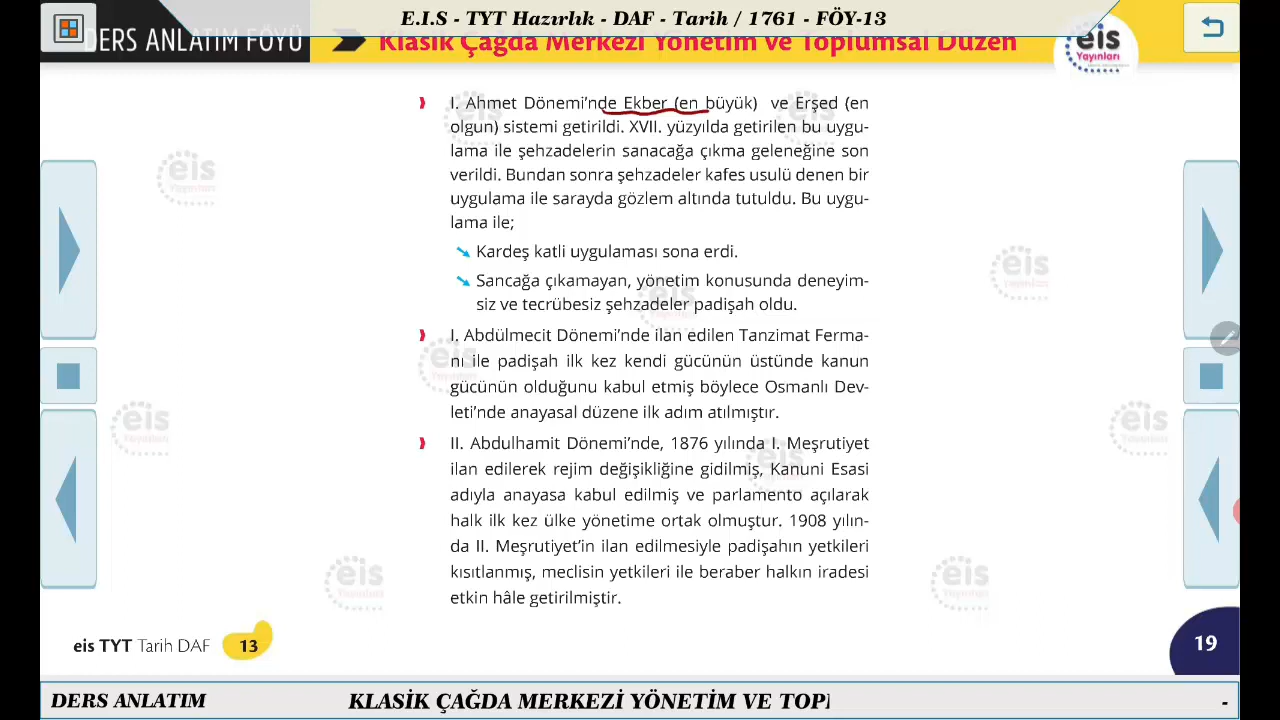 E.I.S - TYT Hazırlık - DAF - Tarih / 1761 - FÖY-13
DERS ANLATIM FÖYÜ
Klasik Çağda Merkezî Yönetim ve Toplumsal Düzen
eis
Yayınları
I. Ahmet Dönemi’nde Ekber (en büyük) ve Erşed (en
olgun) sistemi getirildi. XVII. yüzyılda getirilen bu uygu-
lama ile şehzadelerin sanacağa çıkma geleneğine son
verildi. Bundan sonra şehzadeler kafes usulü denen bir
uygulama ile sarayda gözlem altında tutuldu. Bu uygu-
lama ile;
Kardeş katli uygulaması sona erdi.
Sancağa çıkamayan, yönetim konusunda deneyim-
siz ve tecrübesiz şehzadeler padişah oldu.
I. Abdülmecit Dönemi’nde ilan edilen Tanzimat Ferma-
nı ile padişah ilk kez kendi gücünün üstünde kanun
gücünün olduğunu kabul etmiş böylece Osmanlı Dev-
leti’nde anayasal düzene ilk adım atılmıştır.
II. Abdulhamit Dönemi’nde, 1876 yılında I. Meşrutiyet
ilan edilerek rejim değişikliğine gidilmiş, Kanuni Esasi
adıyla anayasa kabul edilmiş ve parlamento açılarak
halk ilk kez ülke yönetime ortak olmuştur. 1908 yılın-
da II. Meşrutiyet’in ilan edilmesiyle padişahın yetkileri
kısıtlanmış, meclisin yetkileri ile beraber halkın iradesi
etkin hâle getirilmiştir.
eis TYT Tarih DAF 13
19
DERS ANLATIM KLASİK ÇAĞDA MERKEZİ YÖNETİM VE TOPL -